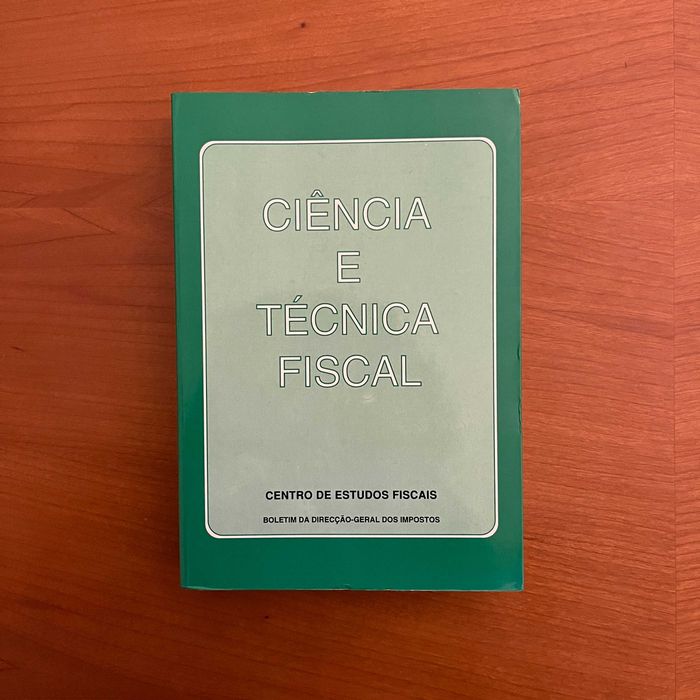 CIÊNCIA
E
TÉCNICA
FISCAL
CENTRO DE ESTUDOS FISCAIS
BOLETIM DA DIRECÇÃO-GERAL DOS IMPOSTOS